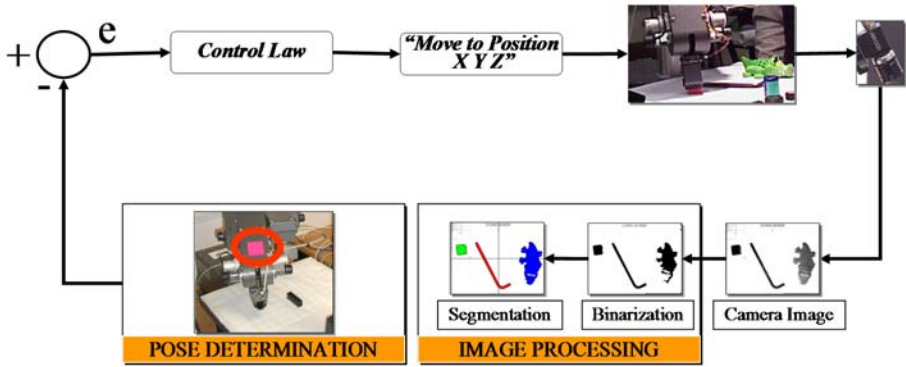 +
-
e
Control Law
“Move to Position
X Y Z”
Segmentation
Binarization
Camera Image
POSE DETERMINATION
IMAGE PROCESSING